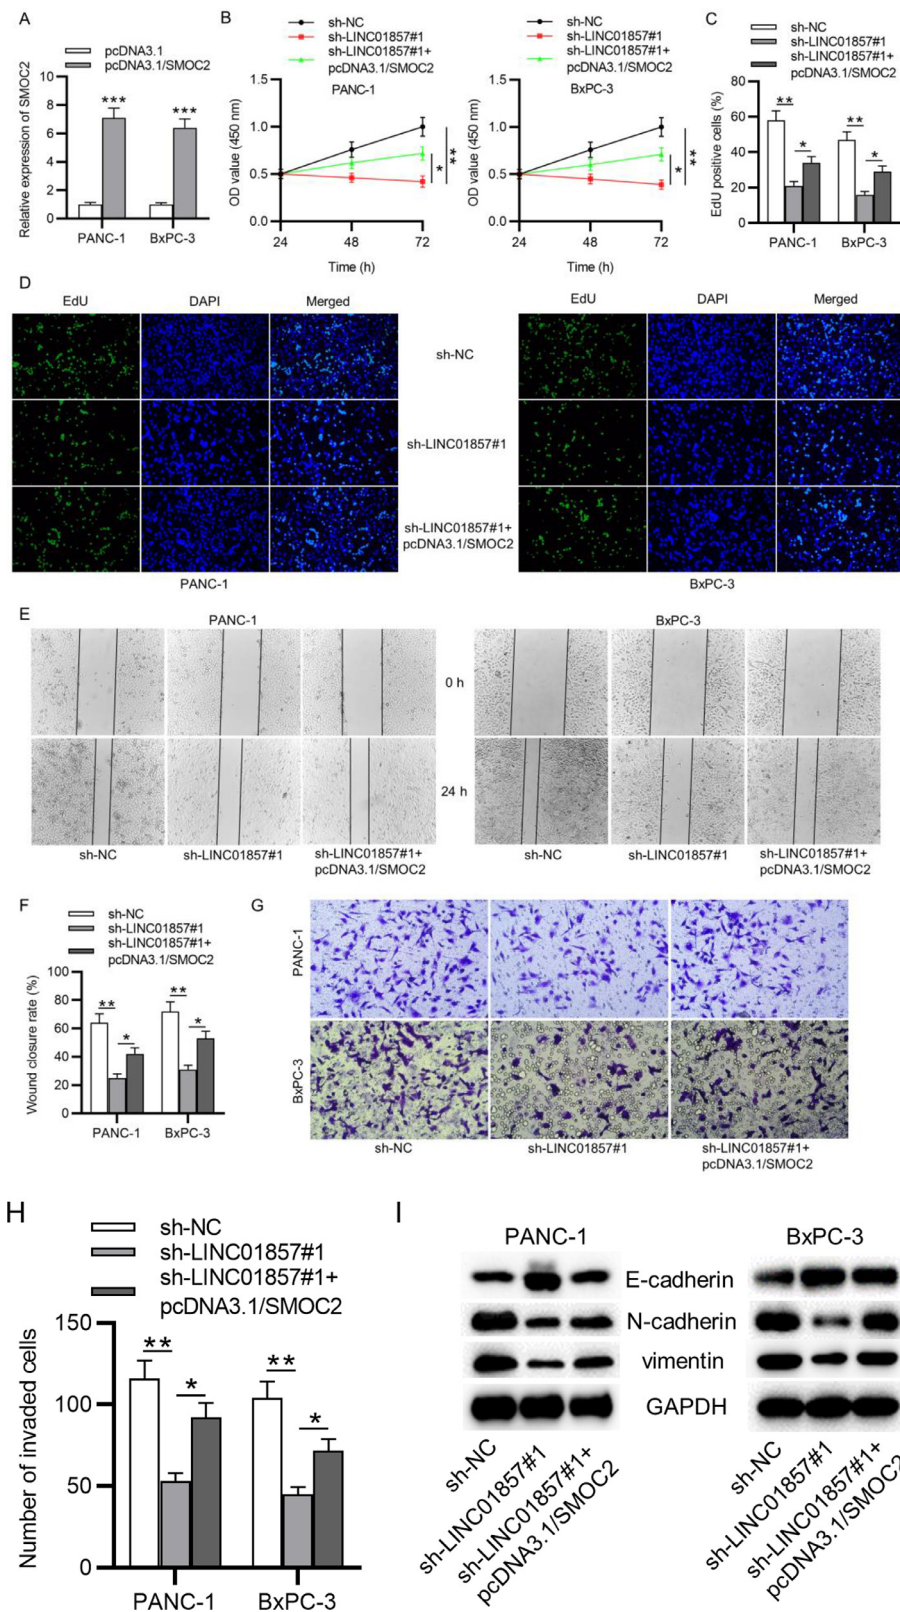 A
pcDNA3.1
pcDNA3.1/SMOC2
Relative expression of SMOC2
10
8
6
4
2
0
***
***
PANC-1
BxPC-3
B
sh-NC
sh-LINC01857#1
sh-LINC01857#1+
pcDNA3.1/SMOC2
PANC-1
OD value (450 nm)
1.5
1.0
0.5
0.0
*
**
24
48
72
Time (h)
sh-NC
sh-LINC01857#1
sh-LINC01857#1+
pcDNA3.1/SMOC2
BxPC-3
OD value (450 nm)
1.5
1.0
0.5
0.0
*
**
24
48
72
Time (h)
C
sh-NC
sh-LINC01857#1
sh-LINC01857#1+
pcDNA3.1/SMOC2
EdU positive cells (%)
80
60
40
20
0
**
*
**
*
PANC-1
BxPC-3
D
EdU
DAPI
Merged
EdU
DAPI
Merged
sh-NC
sh-LINC01857#1
sh-LINC01857#1+
pcDNA3.1/SMOC2
PANC-1
BxPC-3
E
PANC-1
BxPC-3
0 h
24 h
sh-NC
sh-LINC01857#1
sh-LINC01857#1+
pcDNA3.1/SMOC2
sh-NC
sh-LINC01857#1
sh-LINC01857#1+
pcDNA3.1/SMOC2
F
sh-NC
sh-LINC01857#1
sh-LINC01857#1+
pcDNA3.1/SMOC2
Wound closure rate (%)
100
80
60
40
20
0
**
*
**
*
PANC-1
BxPC-3
G
PANC-1
BxPC-3
sh-NC
sh-LINC01857#1
sh-LINC01857#1+
pcDNA3.1/SMOC2
H
sh-NC
sh-LINC01857#1
sh-LINC01857#1+
pcDNA3.1/SMOC2
Number of invaded cells
150
100
50
0
**
*
**
*
PANC-1
BxPC-3
I
PANC-1
BxPC-3
E-cadherin
N-cadherin
vimentin
GAPDH
sh-NC
sh-LINC01857#1
sh-LINC01857#1+
pcDNA3.1/SMOC2
sh-NC
sh-LINC01857#1
sh-LINC01857#1+
pcDNA3.1/SMOC2